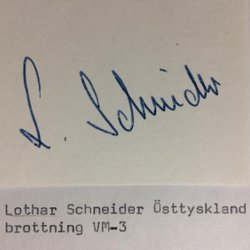 L. Schneider
Lothar Schneider Östtyskland
brottning VM-3